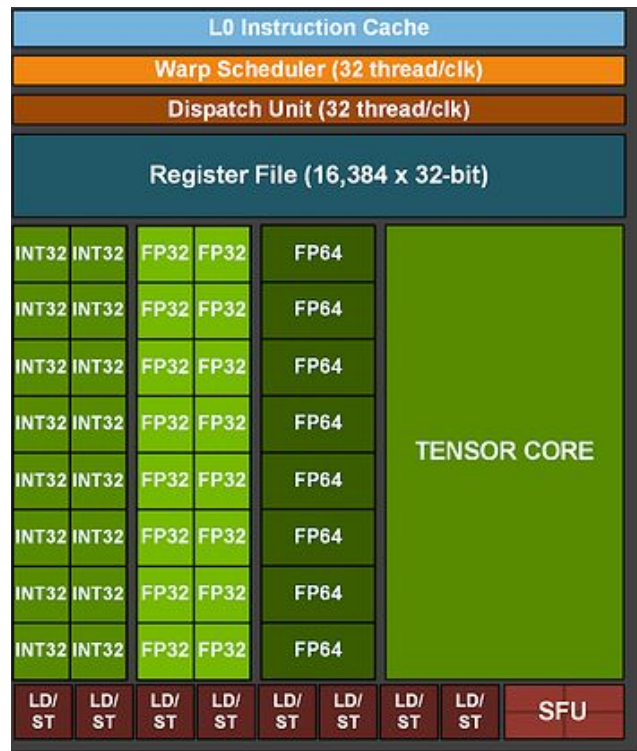 L0 Instruction Cache
Warp Scheduler (32 thread/clk)
Dispatch Unit (32 thread/clk)
Register File (16,384 x 32-bit)
INT32 INT32 FP32 FP32 FP64
INT32 INT32 FP32 FP32 FP64
INT32 INT32 FP32 FP32 FP64
INT32 INT32 FP32 FP32 FP64
TENSOR CORE
INT32 INT32 FP32 FP32 FP64
INT32 INT32 FP32 FP32 FP64
INT32 INT32 FP32 FP32 FP64
INT32 INT32 FP32 FP32 FP64
LD/ LD/ LD/ LD/ LD/ LD/ LD/ LD/
ST ST ST ST ST ST ST ST
SFU